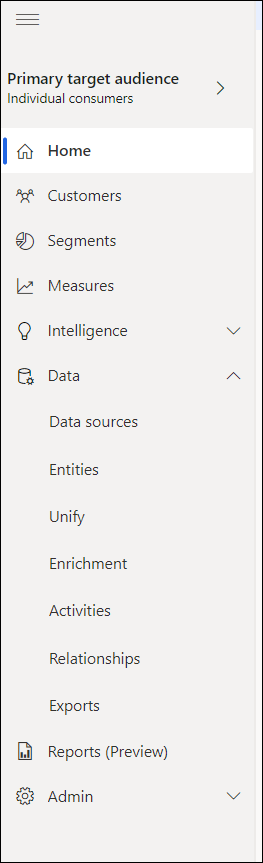 Primary target audience
Individual consumers
Home
Customers
Segments
Measures
Intelligence
Data
Data sources
Entities
Unify
Enrichment
Activities
Relationships
Exports
Reports (Preview)
Admin